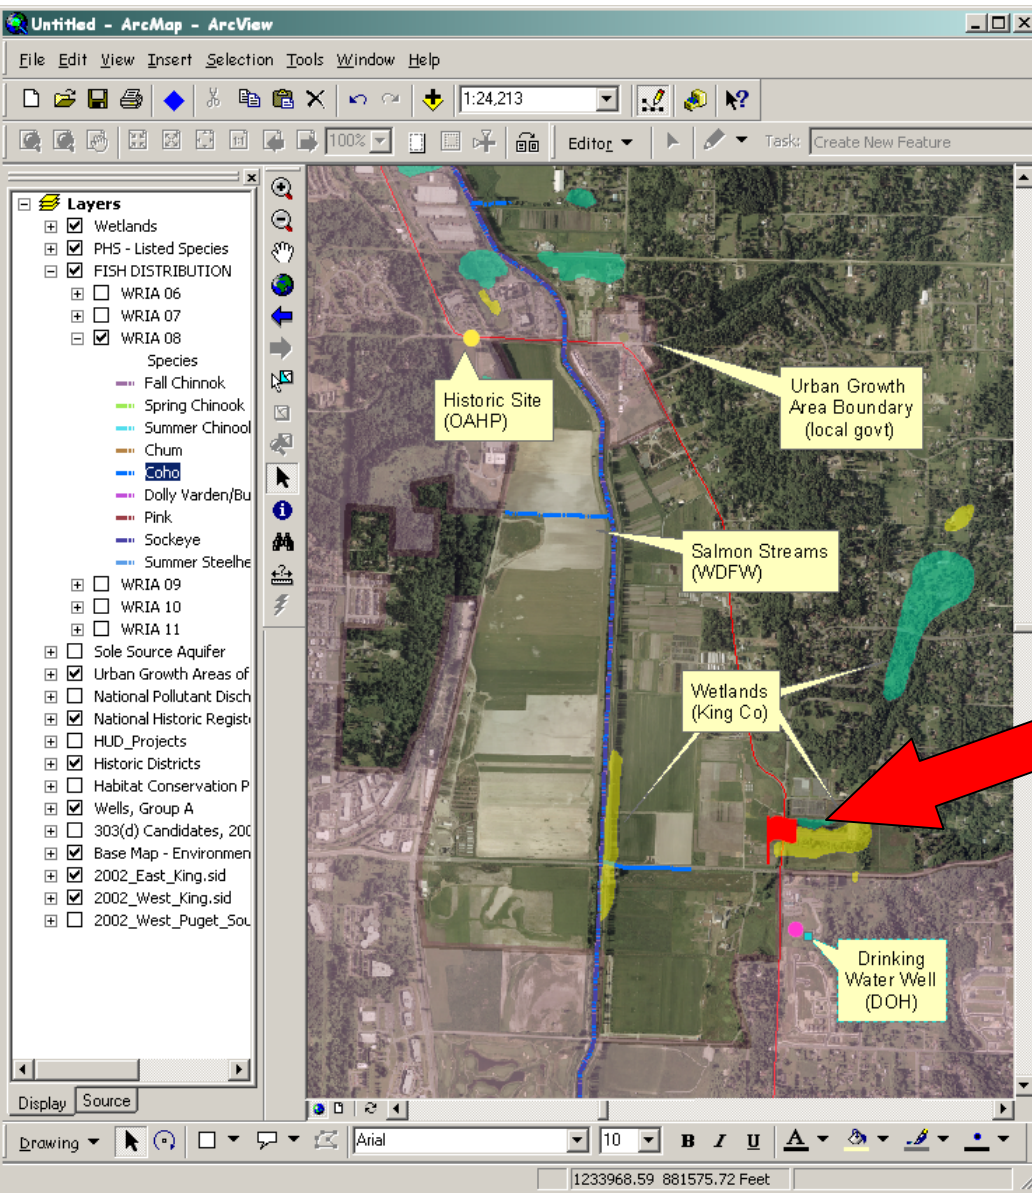 Untitled - ArcMap - ArcView
File Edit View Insert Selection Tools Window Help
1:24,213
100% Editor Task: Create New Feature
Layers
Wetlands
PHS - Listed Species
FISH DISTRIBUTION
WRIA 06
WRIA 07
WRIA 08
Species
Fall Chinnok
Spring Chinook
Summer Chinool
Chum
Coho
Dolly Varden/Bu
Pink
Sockeye
Summer Steelhe
WRIA 09
WRIA 10
WRIA 11
Sole Source Aquifer
Urban Growth Areas of
National Pollutant Disch
National Historic Registe
HUD_Projects
Historic Districts
Habitat Conservation P
Wells, Group A
303(d) Candidates, 200
Base Map - Environmen
2002_East_King.sid
2002_West_King.sid
2002_West_Puget_Sou
Display Source
Historic Site
(OAHP)
Urban Growth
Area Boundary
(local govt)
Salmon Streams
(WDFW)
Wetlands
(King Co)
Drinking
Water Well
(DOH)
Drawing Arial 10 B I U A
1233968.59 881575.72 Feet